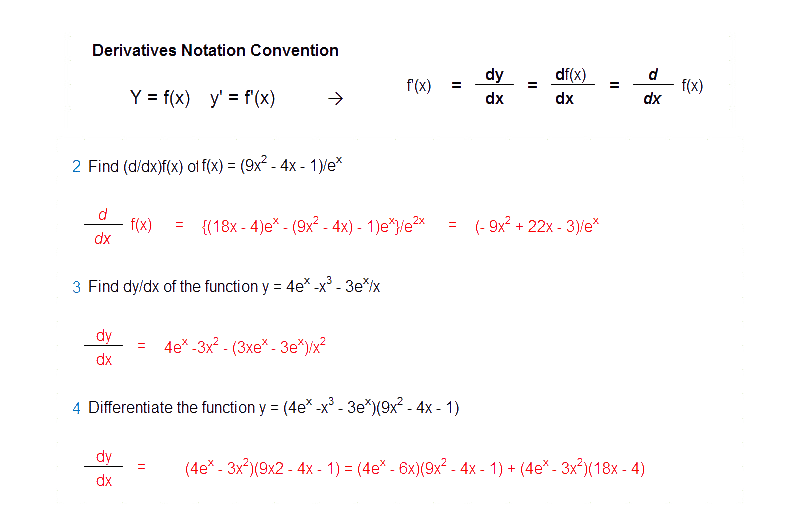 Derivatives Notation Convention
Y = f(x) y' = f'(x) → f'(x) = dy/dx = df(x)/dx = d/dx f(x)
2 Find (d/dx)f(x) of f(x) = (9x² - 4x - 1)/eˣ
d/dx f(x) = {(18x - 4)eˣ - (9x² - 4x) - 1)eˣ}/e²ˣ = (- 9x² + 22x - 3)/eˣ
3 Find dy/dx of the function y = 4eˣ -x³ - 3eˣ/x
dy/dx = 4eˣ -3x² - (3xeˣ - 3eˣ)/x²
4 Differentiate the function y = (4eˣ -x³ - 3eˣ)(9x² - 4x - 1)
dy/dx = (4eˣ - 3x²)(9x2 - 4x - 1) = (4eˣ - 6x)(9x² - 4x - 1) + (4eˣ - 3x²)(18x - 4)